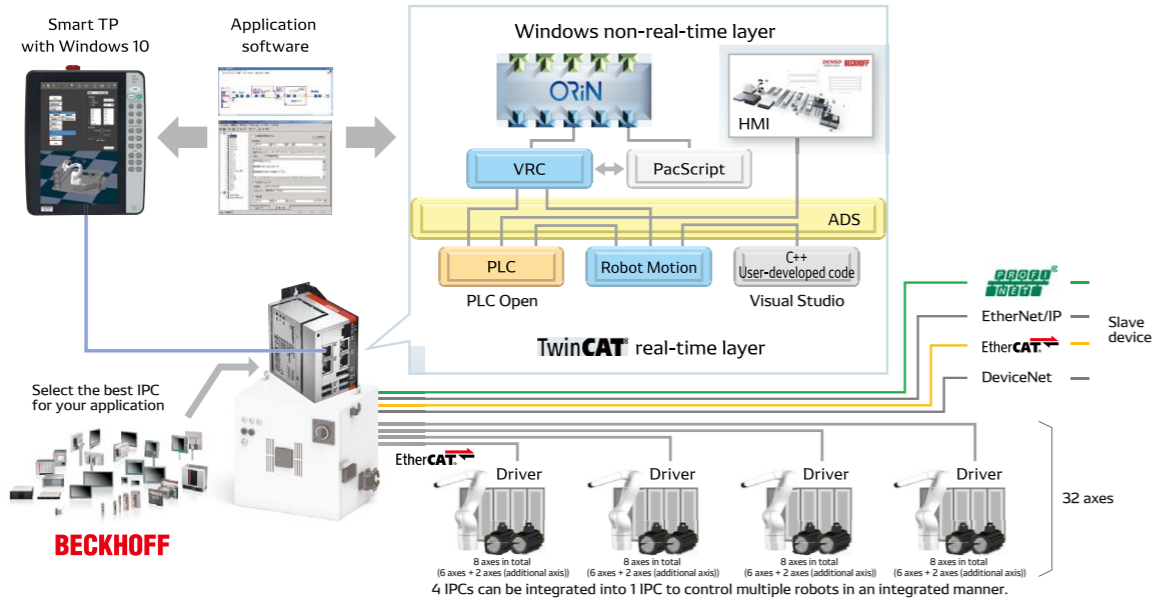 Smart TP
with Windows 10
Application
software
Windows non-real-time layer
ORiN
DENSO BECKHOFF
HMI
VRC
PacScript
ADS
PLC
Robot Motion
C++
User-developed code
PLC Open
Visual Studio
TwinCAT® real-time layer
PROFI
NET®
EtherNet/IP
EtherCAT®
DeviceNet
Slave
device
Select the best IPC
for your application
BECKHOFF
EtherCAT®
Driver
Driver
Driver
Driver
32 axes
8 axes in total
(6 axes + 2 axes (additional axis))
8 axes in total
(6 axes + 2 axes (additional axis))
8 axes in total
(6 axes + 2 axes (additional axis))
8 axes in total
(6 axes + 2 axes (additional axis))
4 IPCs can be integrated into 1 IPC to control multiple robots in an integrated manner.